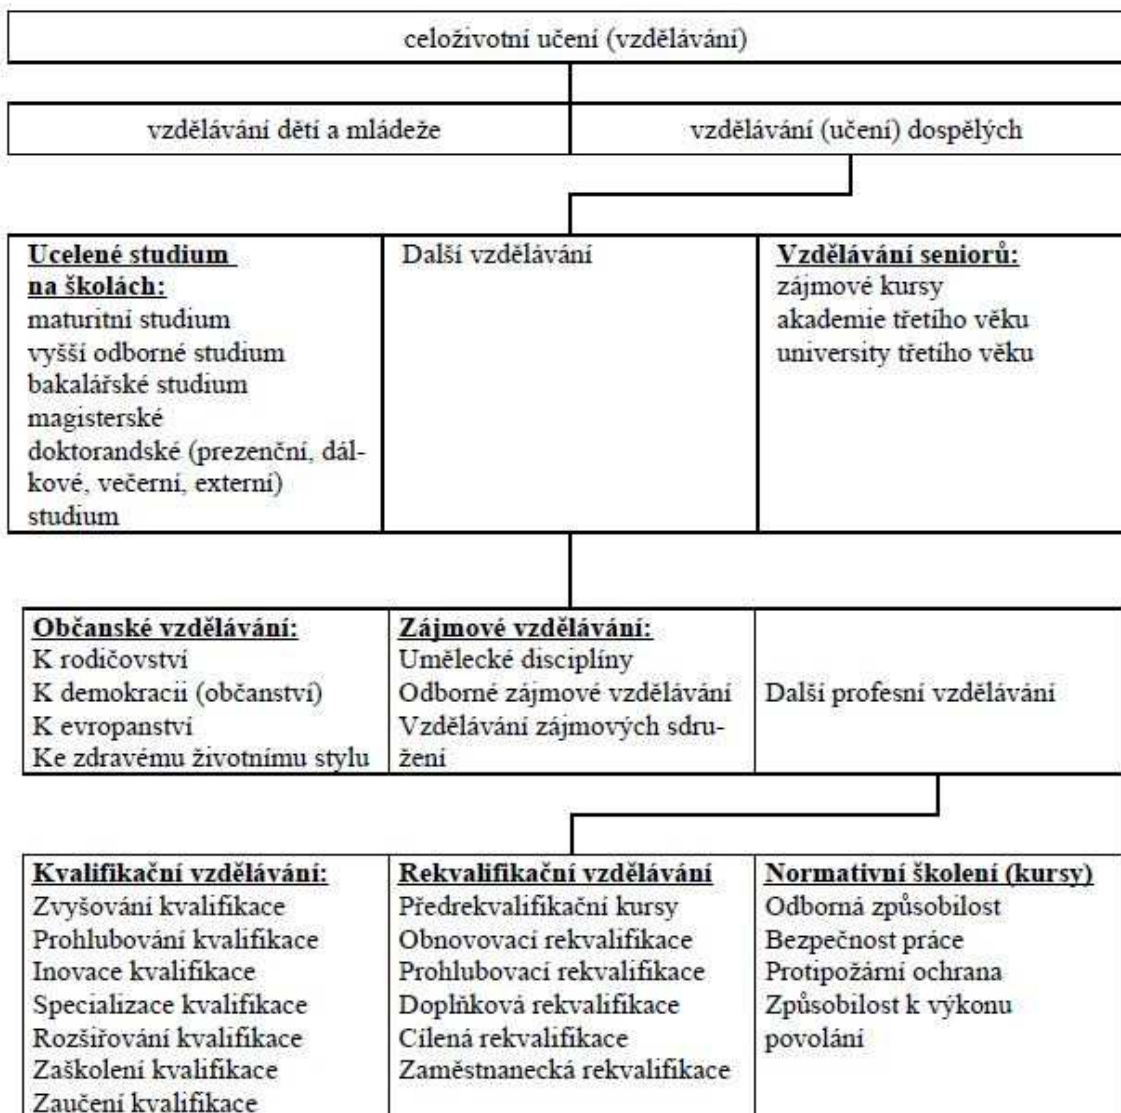 celoživotní učení (vzdělávání)
vzdělávání dětí a mládeže
vzdělávání (učení) dospělých
Ucelené studium
na školách:
maturitní studium
vyšší odborné studium
bakalářské studium
magisterské
doktorandské (prezenční, dál-
kové, večerní, externí)
studium
Další vzdělávání
Vzdělávání seniorů:
zájmové kursy
akademie třetího věku
university třetího věku
Občanské vzdělávání:
K rodičovství
K demokracii (občanství)
K evropanství
Ke zdravému životnímu stylu
Zájmové vzdělávání:
Umělecké disciplíny
Odborné zájmové vzdělávání
Vzdělávání zájmových sdru-
žení
Další profesní vzdělávání
Kvalifikační vzdělávání:
Zvyšování kvalifikace
Prohlubování kvalifikace
Inovace kvalifikace
Specializace kvalifikace
Rozšiřování kvalifikace
Zaškolení kvalifikace
Zaučení kvalifikace
Rekvalifikační vzdělávání
Předrekvalifikační kursy
Obnovovací rekvalifikace
Prohlubovací rekvalifikace
Doplňková rekvalifikace
Cílená rekvalifikace
Zaměstnanecká rekvalifikace
Normativní školení (kursy)
Odborná způsobilost
Bezpečnost práce
Protipožární ochrana
Způsobilost k výkonu
povolání